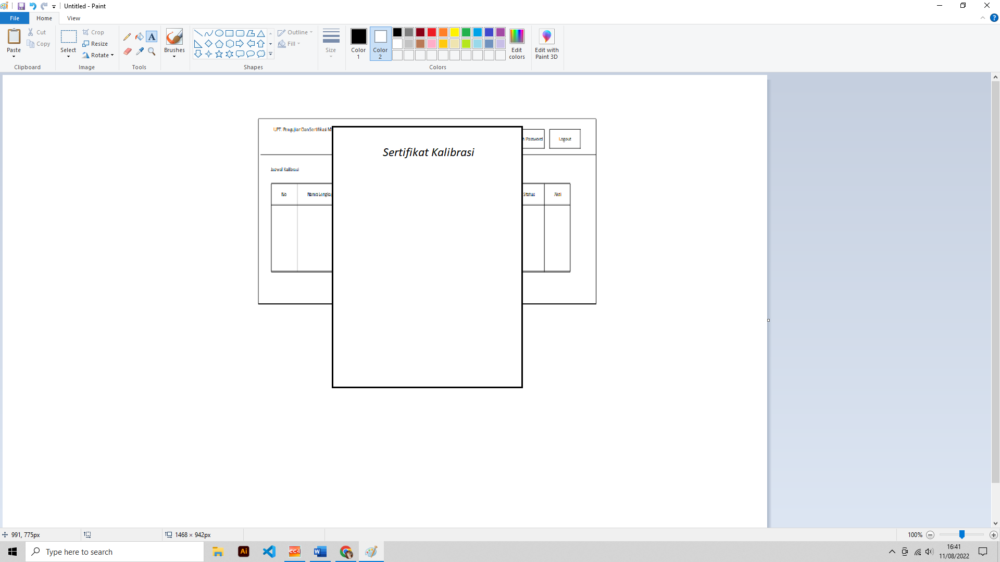 Untitled - Paint
File
Home
View
Paste
Cut
Copy
Clipboard
Select
Crop
Resize
Rotate
Image
Tools
Brushes
Shapes
Outline
Fill
Size
Color
1
Color
2
Colors
Edit
colors
Edit with
Paint 3D
UPT. Pengujian Dan Sertifikasi
Password
Logout
Sertifikat Kalibrasi
Jadwal Kalibrasi
No
Nama
Status
Aksi
991, 775px
1468 × 942px
100%
Type here to search
Ai
CC4
W
16:41
11/08/2022